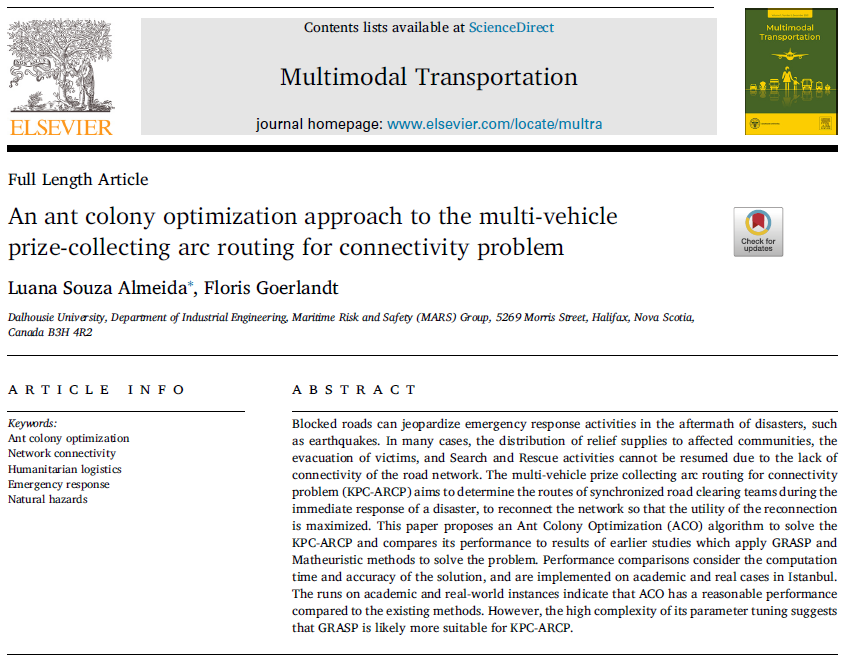 Contents lists available at ScienceDirect
Multimodal Transportation
journal homepage: www.elsevier.com/locate/multra
ELSEVIER
Multimodal
Transportation
Full Length Article
An ant colony optimization approach to the multi-vehicle
prize-collecting arc routing for connectivity problem
Check for
updates
Luana Souza Almeida*, Floris Goerlandt
Dalhousie University, Department of Industrial Engineering, Maritime Risk and Safety (MARS) Group, 5269 Morris Street, Halifax, Nova Scotia,
Canada B3H 4R2
ARTICLE INFO
Keywords:
Ant colony optimization
Network connectivity
Humanitarian logistics
Emergency response
Natural hazards
ABSTRACT
Blocked roads can jeopardize emergency response activities in the aftermath of disasters, such
as earthquakes. In many cases, the distribution of relief supplies to affected communities, the
evacuation of victims, and Search and Rescue activities cannot be resumed due to the lack of
connectivity of the road network. The multi-vehicle prize collecting arc routing for connectivity
problem (KPC-ARCP) aims to determine the routes of synchronized road clearing teams during the
immediate response of a disaster, to reconnect the network so that the utility of the reconnection
is maximized. This paper proposes an Ant Colony Optimization (ACO) algorithm to solve the
KPC-ARCP and compares its performance to results of earlier studies which apply GRASP and
Matheuristic methods to solve the problem. Performance comparisons consider the computation
time and accuracy of the solution, and are implemented on academic and real cases in Istanbul.
The runs on academic and real-world instances indicate that ACO has a reasonable performance
compared to the existing methods. However, the high complexity of its parameter tuning suggests
that GRASP is likely more suitable for KPC-ARCP.